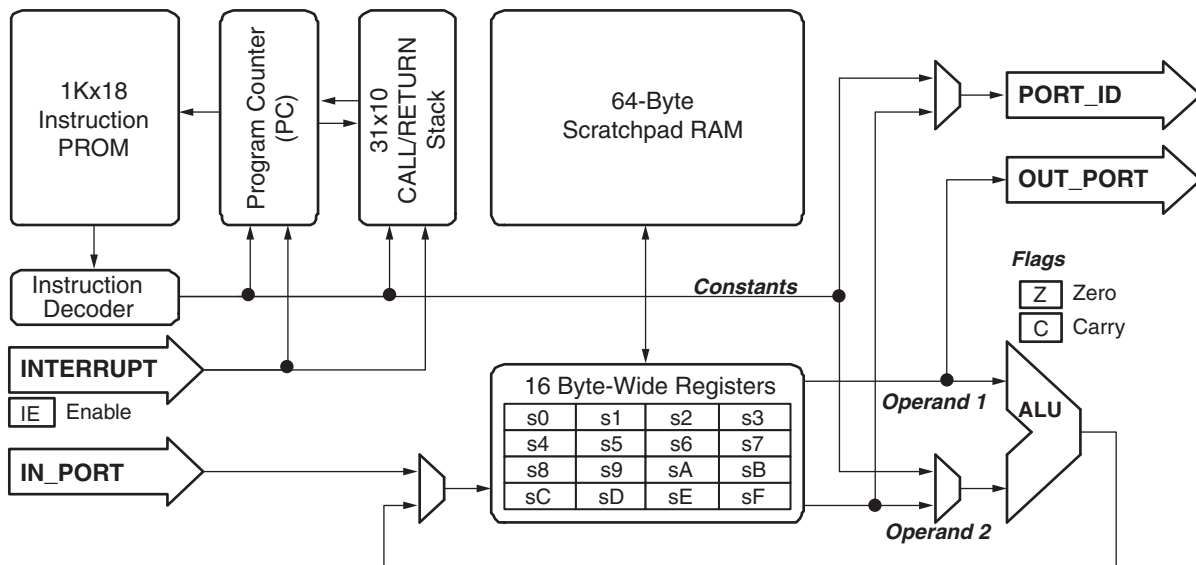 1Kx18
Instruction
PROM
Program Counter
(PC)
31x10
CALL/RETURN
Stack
64-Byte
Scratchpad RAM
PORT_ID
OUT_PORT
Instruction
Decoder
Constants
Flags
Z Zero
C Carry
INTERRUPT
IE Enable
IN_PORT
16 Byte-Wide Registers
s0 s1 s2 s3
s4 s5 s6 s7
s8 s9 sA sB
sC sD sE sF
Operand 1
ALU
Operand 2